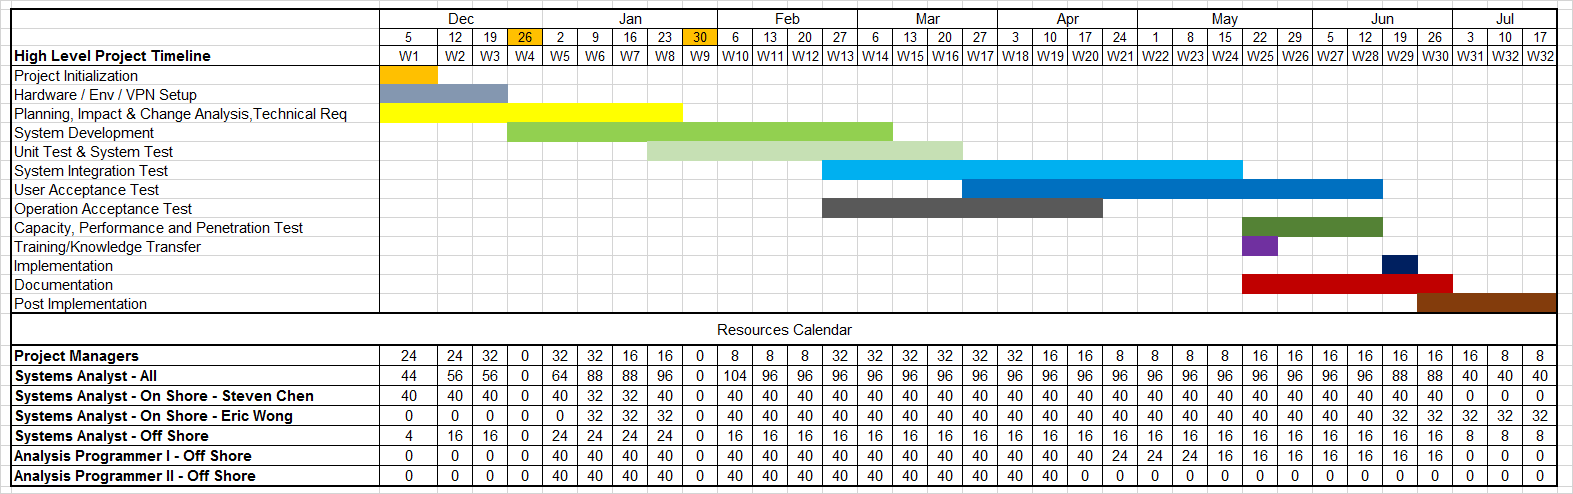 Dec Jan Feb Mar Apr May Jun Jul
5 12 19 26 2 9 16 23 30 6 13 20 27 6 13 20 27 3 10 17 24 1 8 15 22 29 5 12 19 26 3 10 17
High Level Project Timeline W1 W2 W3 W4 W5 W6 W7 W8 W9 W10 W11 W12 W13 W14 W15 W16 W17 W18 W19 W20 W21 W22 W23 W24 W25 W26 W27 W28 W29 W30 W31 W32 W32
Project Initialization
Hardware / Env / VPN Setup
Planning, Impact & Change Analysis,Technical Req
System Development
Unit Test & System Test
System Integration Test
User Acceptance Test
Operation Acceptance Test
Capacity, Performance and Penetration Test
Training/Knowledge Transfer
Implementation
Documentation
Post Implementation
Resources Calendar
Project Managers 24 24 32 0 32 32 16 16 0 8 8 8 32 32 32 32 32 32 16 16 8 8 8 8 16 16 16 16 16 16 16 8 8
Systems Analyst - All 44 56 56 0 64 88 88 96 0 104 96 96 96 96 96 96 96 96 96 96 96 96 96 96 96 96 96 96 88 88 40 40 40
Systems Analyst - On Shore - Steven Chen 40 40 40 0 40 32 32 40 0 40 40 40 40 40 40 40 40 40 40 40 40 40 40 40 40 40 40 40 40 40 0 0 0
Systems Analyst - On Shore - Eric Wong 0 0 0 0 0 32 32 32 0 40 40 40 40 40 40 40 40 40 40 40 40 40 40 40 40 40 40 40 32 32 32 32 32
Systems Analyst - Off Shore 4 16 16 0 24 24 24 24 0 16 16 16 16 16 16 16 16 16 16 16 16 16 16 16 16 16 16 16 16 16 8 8 8
Analysis Programmer I - Off Shore 0 0 0 0 40 40 40 40 0 40 40 40 40 40 40 40 40 40 40 40 24 24 24 16 16 16 16 16 16 16 0 0 0
Analysis Programmer II - Off Shore 0 0 0 0 40 40 40 40 0 40 40 40 40 40 40 40 40 40 40 0 0 0 0 0 0 0 0 0 0 0 0 0 0